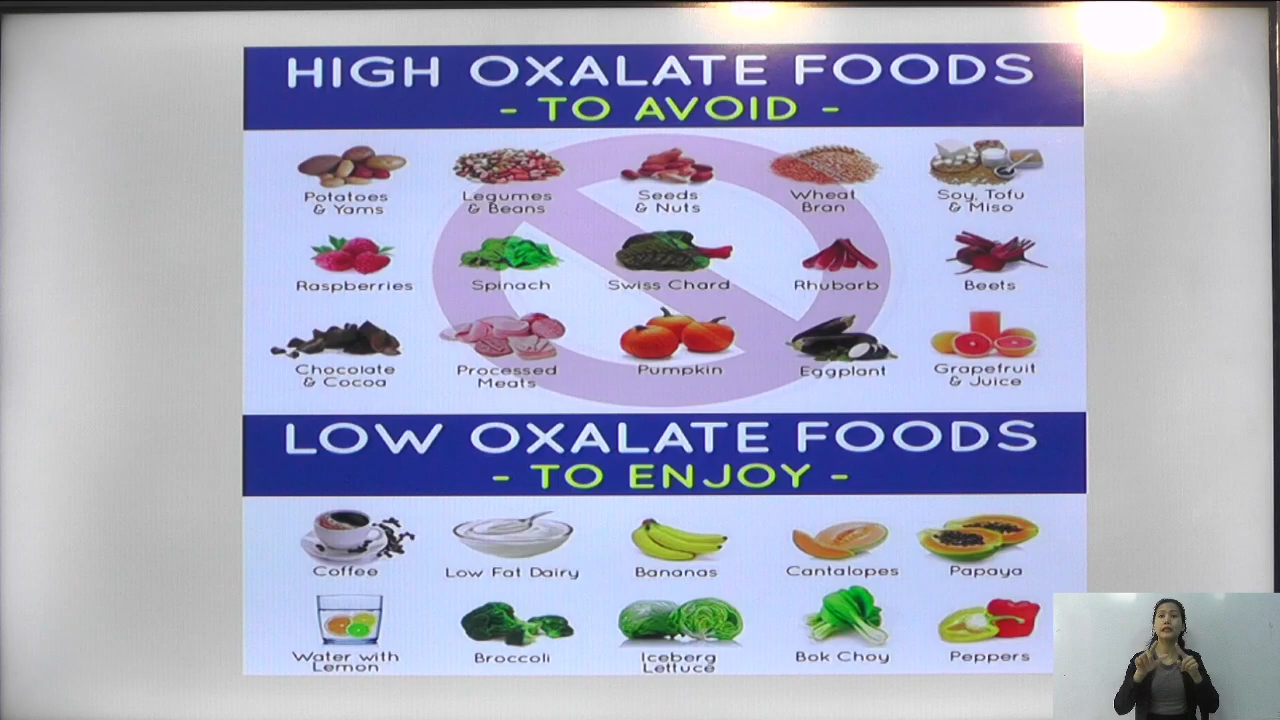 HIGH OXALATE FOODS
- TO AVOID -
Potatoes
& Yams
Legumes
& Beans
Seeds
& Nuts
Wheat
Bran
Soy, Tofu
& Miso
Raspberries
Spinach
Swiss Chard
Rhubarb
Beets
Chocolate
& Cocoa
Processed
Meats
Pumpkin
Eggplant
Grapefruit
& Juice
LOW OXALATE FOODS
- TO ENJOY -
Coffee
Low Fat Dairy
Bananas
Cantalopes
Papaya
Water with
Lemon
Broccoli
Iceberg
Lettuce
Bok Choy
Peppers